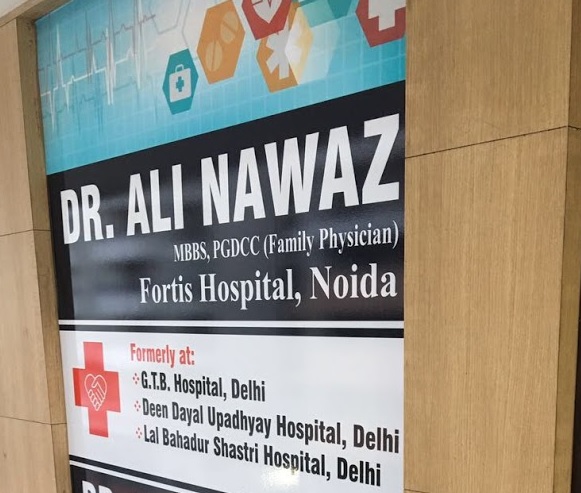 DR. ALI NAWAZ
MBBS, PGDCC (Family Physician)
Fortis Hospital, Noida
Formerly at:
G.T.B. Hospital, Delhi
Deen Dayal Upadhyay Hospital, Delhi
Lal Bahadur Shastri Hospital, Delhi